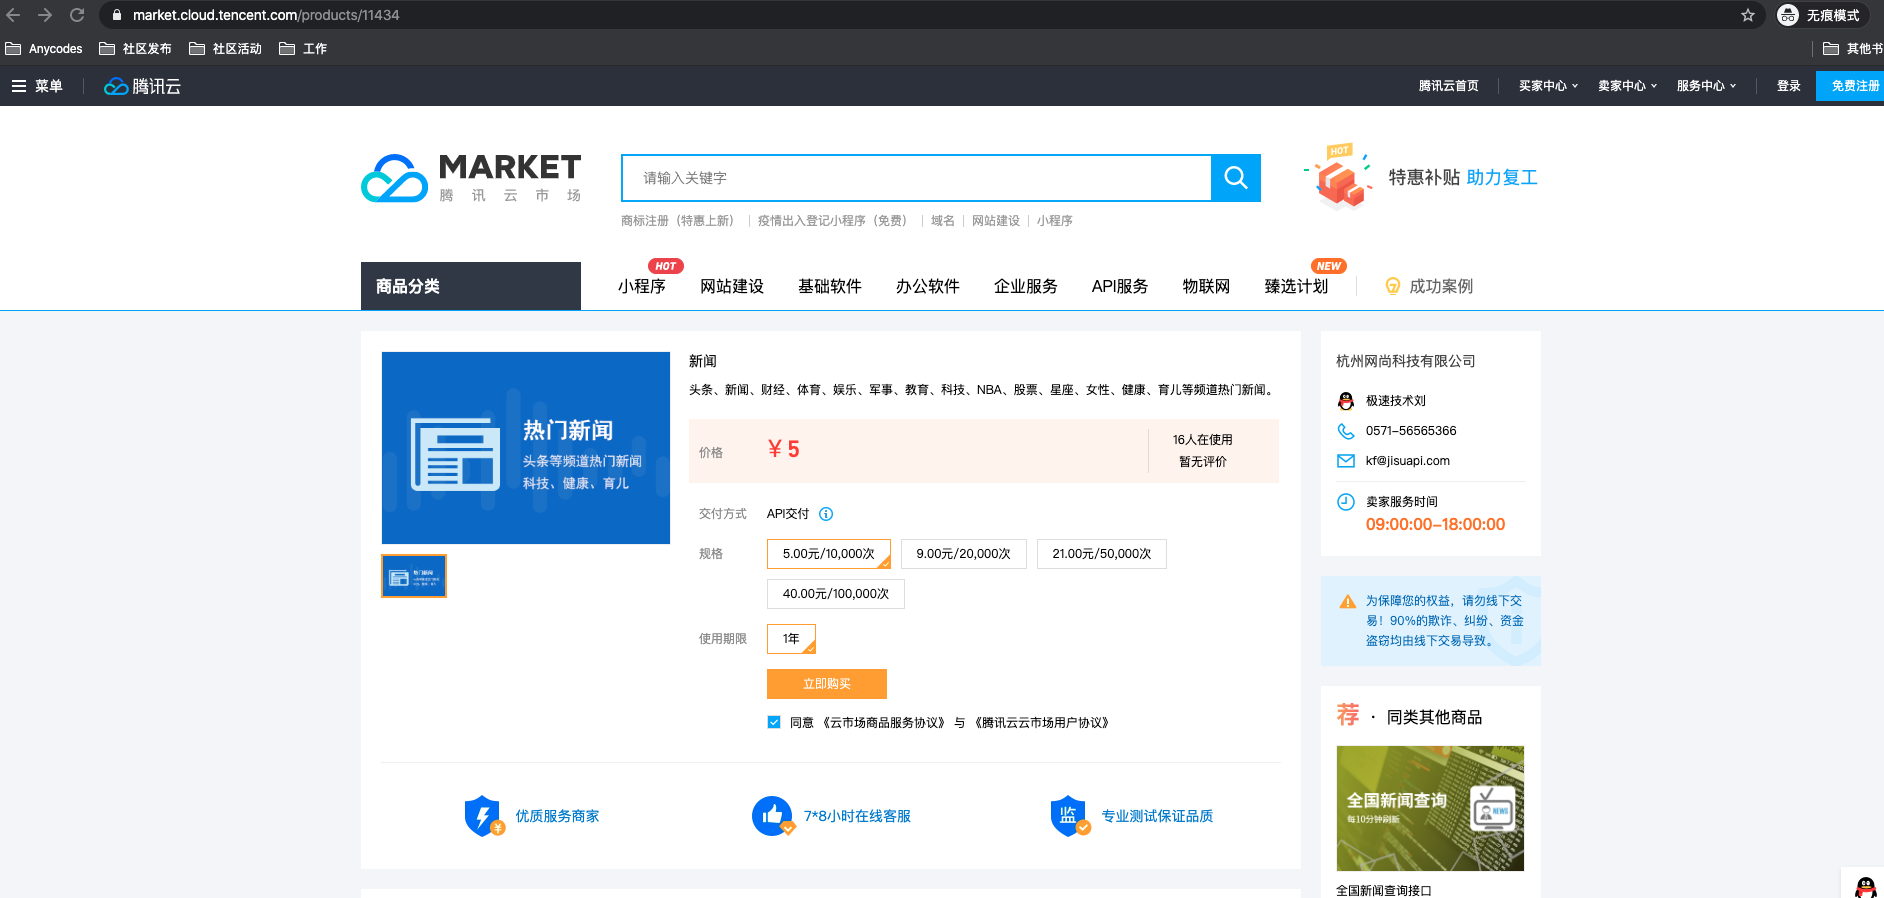 market.cloud.tencent.com/products/11434
无痕模式
Anycodes 社区发布 社区活动 工作 其他书
菜单 腾讯云 腾讯云首页 买家中心 卖家中心 服务中心 登录 免费注册
MARKET
腾讯云市场
请输入关键字
HOT
特惠补贴 助力复工
商标注册（特惠上新） 疫情出入登记小程序（免费） 域名 网站建设 小程序
商品分类
HOT
NEW
小程序 网站建设 基础软件 办公软件 企业服务 API服务 物联网 臻选计划 成功案例
热门新闻
头条等频道热门新闻
科技、健康、育儿
热门新闻
新闻
头条、新闻、财经、体育、娱乐、军事、教育、科技、NBA、股票、星座、女性、健康、育儿等频道热门新闻。
价格 ¥ 5
16人在使用
暂无评价
交付方式 API交付
规格 5.00元/10,000次 9.00元/20,000次 21.00元/50,000次
40.00元/100,000次
使用期限 1年
立即购买
同意 《云市场商品服务协议》 与 《腾讯云云市场用户协议》
优质服务商家 7*8小时在线客服 监 专业测试保证品质
杭州网尚科技有限公司
极速技术刘
0571-56565366
kf@jisuapi.com
卖家服务时间
09:00:00-18:00:00
为保障您的权益，请勿线下交
易！90%的欺诈、纠纷、资金
盗窃均由线下交易导致。
荐 · 同类其他商品
全国新闻查询
每10分钟刷新
NEWS
全国新闻查询接口